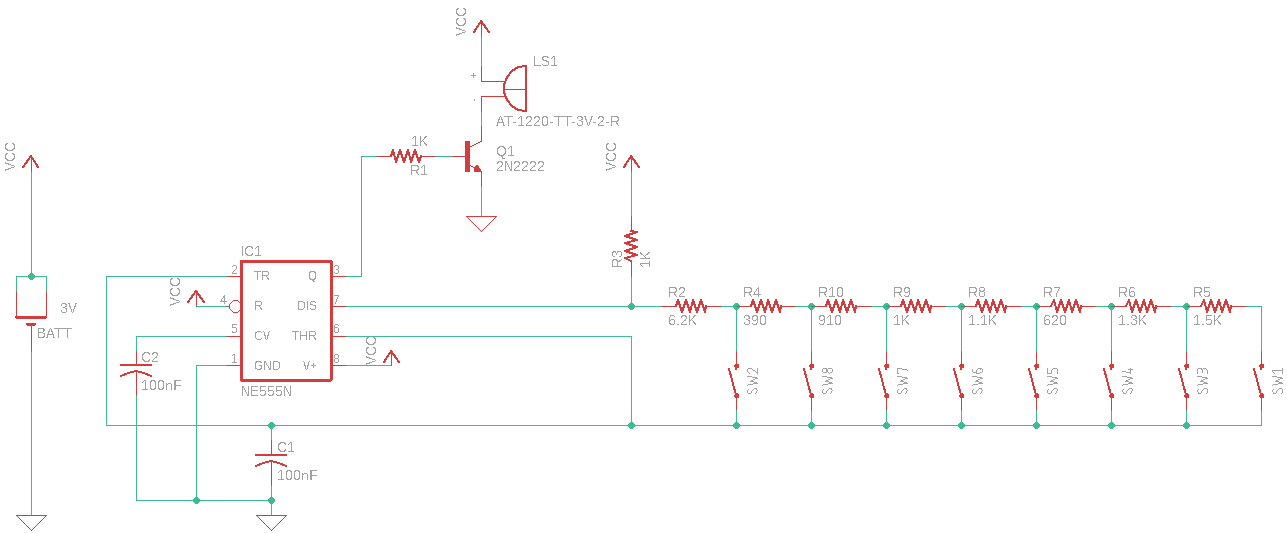 VCC
LS1
+
-
AT-1220-TT-3V-2-R
1K
R1
Q1
2N2222
VCC
VCC
R3
1K
IC1
2
TR
Q
3
VCC
4
R
DIS
7
5
CV
THR
6
1
GND
V+
8
VCC
NE555N
3V
BATT
C2
100nF
C1
100nF
R2
6.2K
R4
390
R10
910
R9
1K
R8
1.1K
R7
620
R6
1.3K
R5
1.5K
SW2
SW8
SW7
SW6
SW5
SW4
SW3
SW1